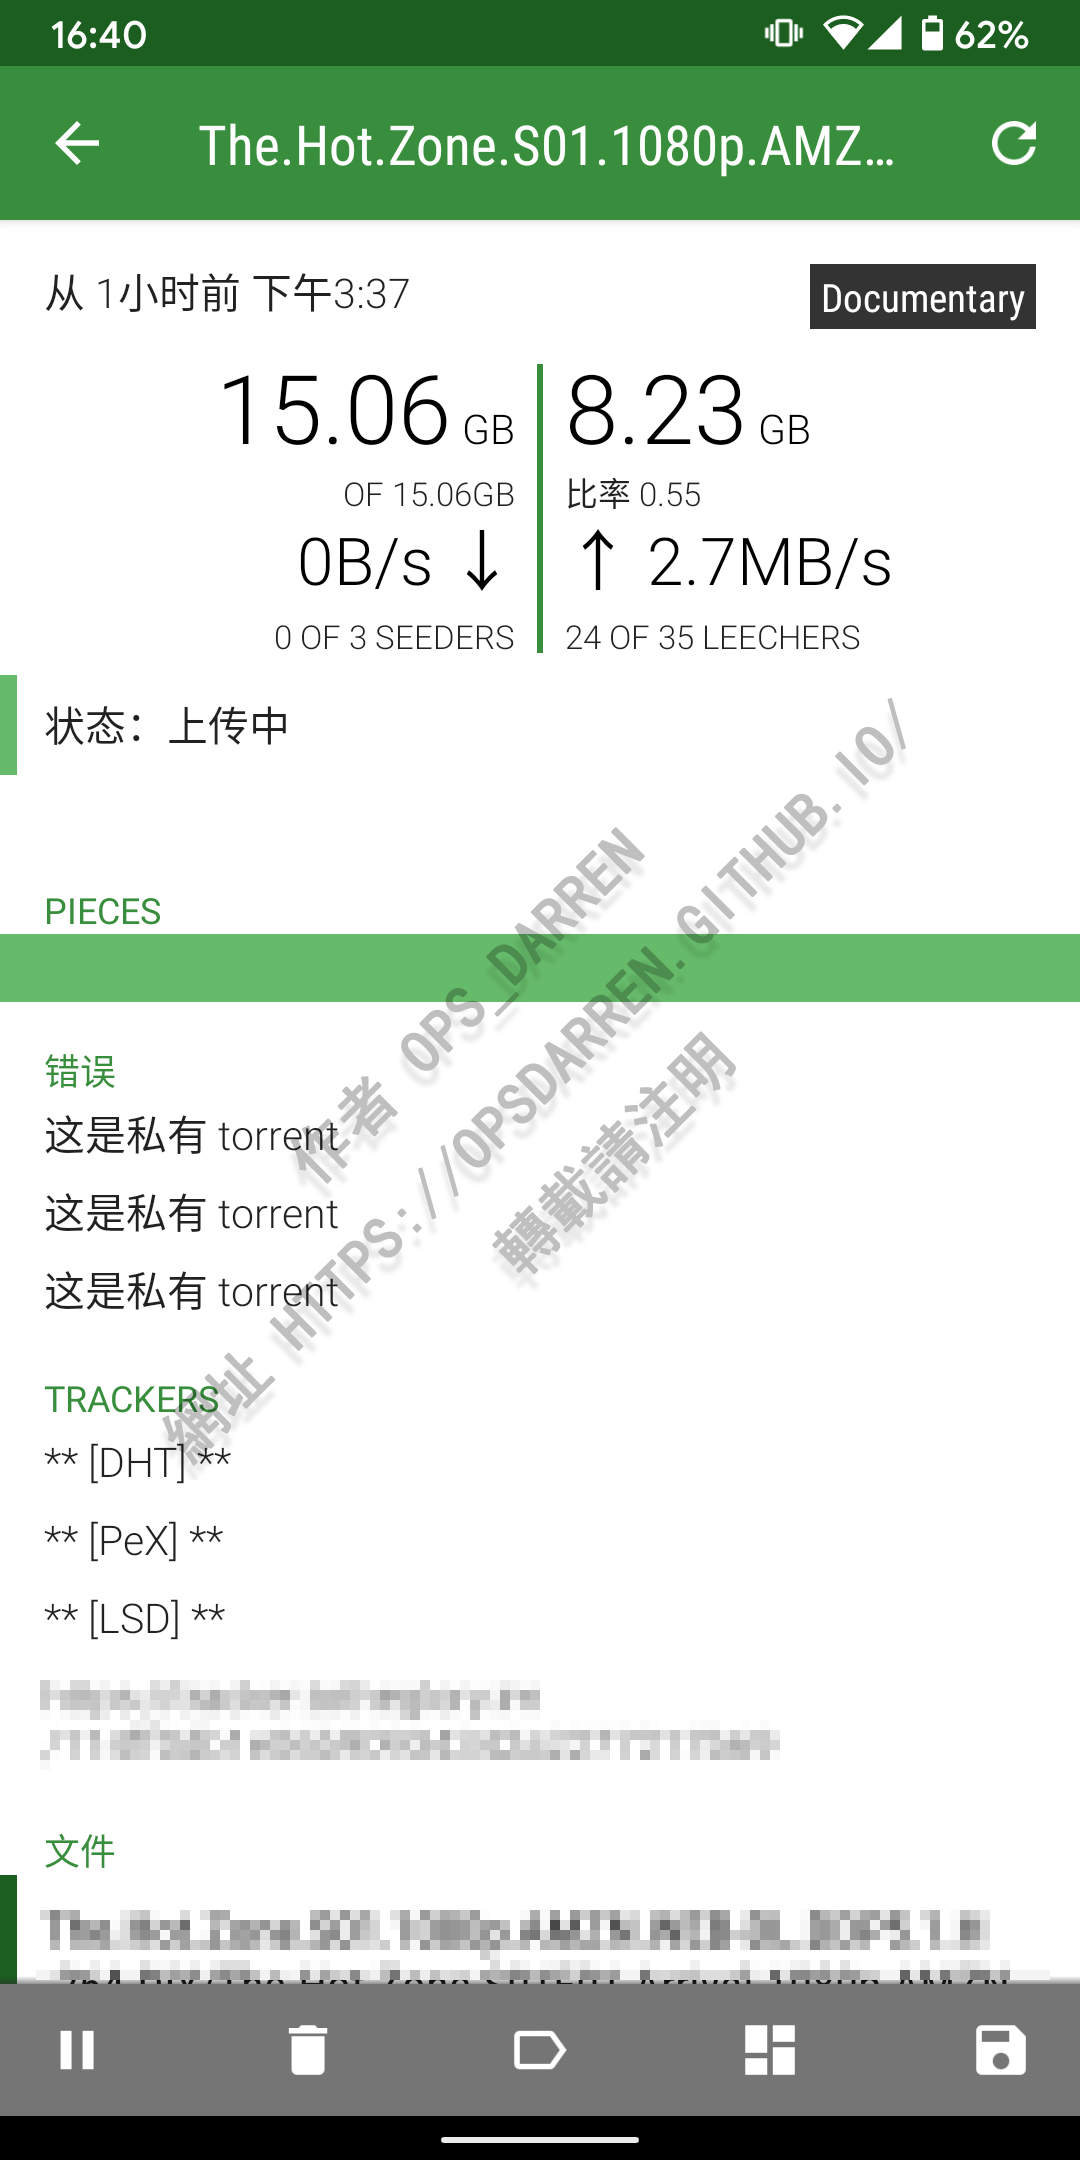 16:40
62%
The.Hot.Zone.S01.1080p.AMZ...
从 1小时前 下午3:37
Documentary
15.06 GB
8.23 GB
OF 15.06GB
比率 0.55
0B/s ↓
↑ 2.7MB/s
0 OF 3 SEEDERS
24 OF 35 LEECHERS
状态：上传中
PIECES
错误
这是私有 torrent
这是私有 torrent
这是私有 torrent
TRACKERS
** [DHT] **
** [PeX] **
** [LSD] **
文件
作者 OPS_DARREN
網址 HTTPS://OPSDARREN.GITHUB.IO/
轉載請注明